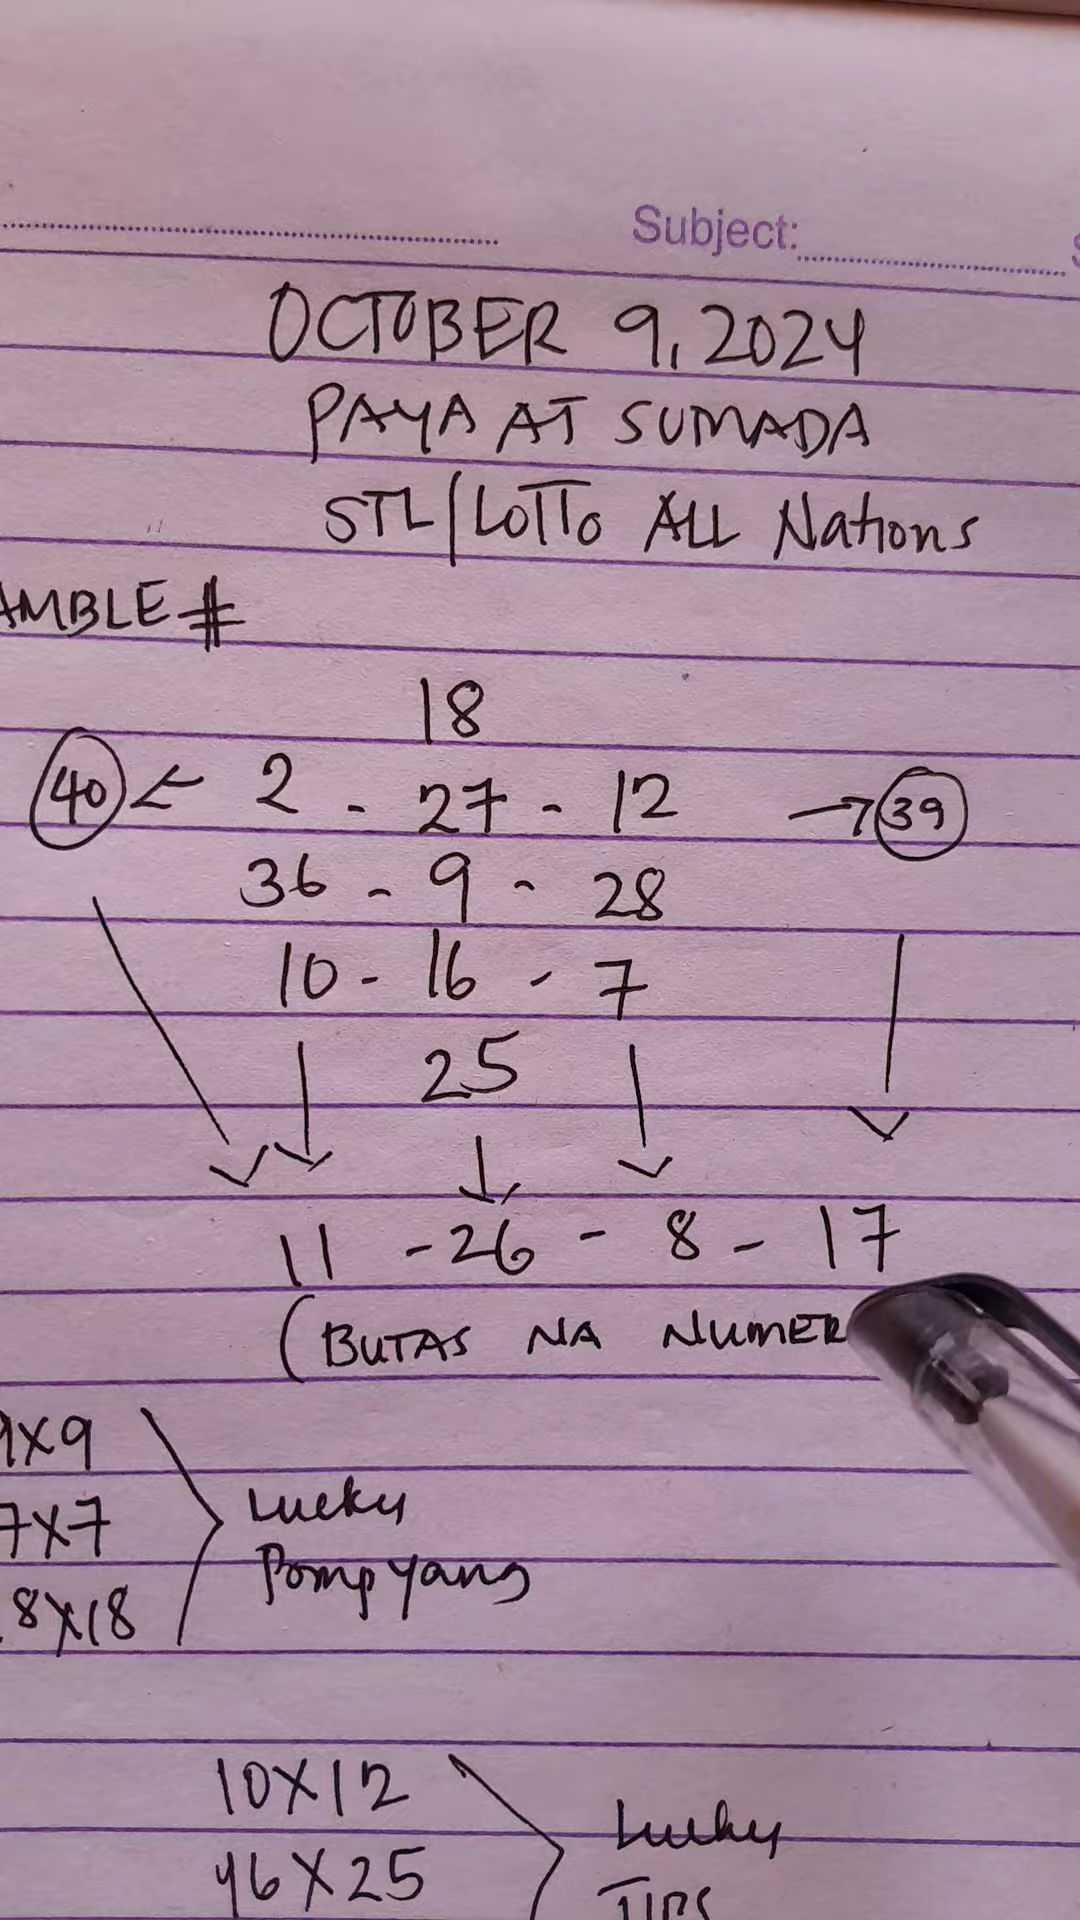 Subject:
OCTOBER 9, 2024
PAYA AT SUMADA
STL/LOTTO ALL Nations
AMBLE #
18
40 ← 2 - 27 - 12 → 39
36 - 9 - 28
10 - 16 - 7
25
11 - 26 - 8 - 17
(BUTAS NA NUMER
9X9
7X7
8X18
Lucky
Pompyang
10X12
Lucky
TIPS